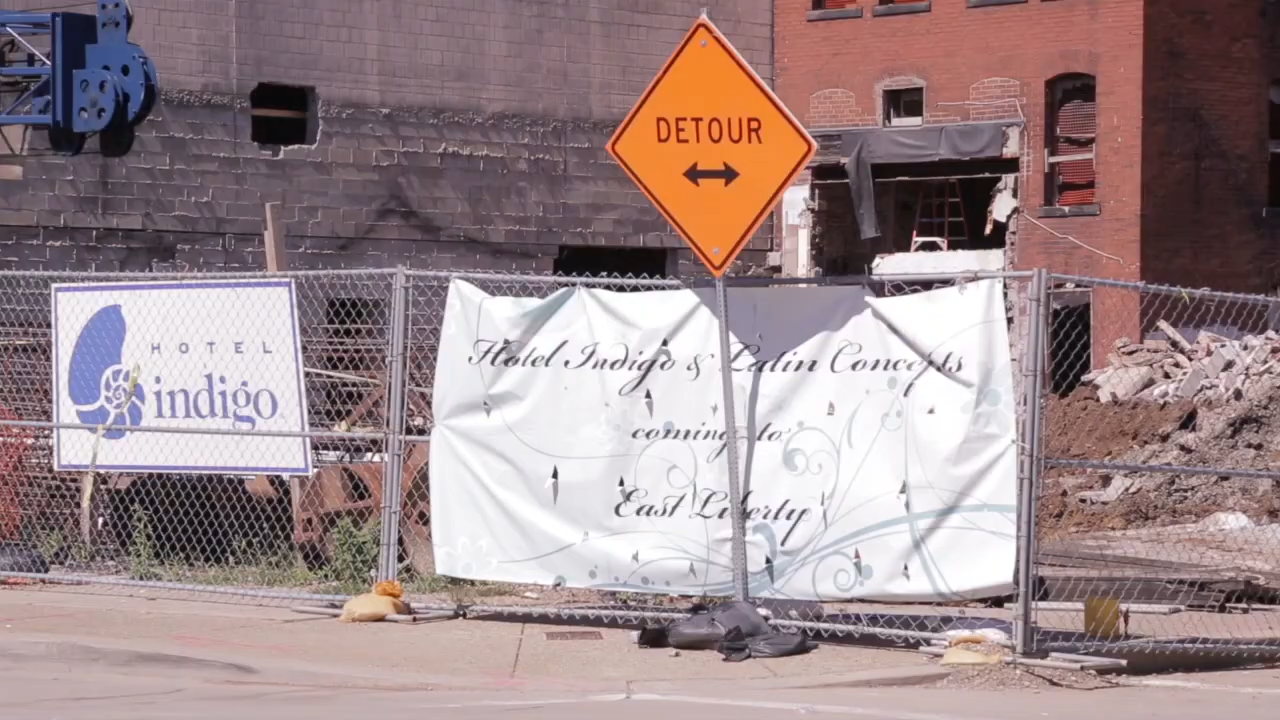 DETOUR
HOTEL
indigo
Hotel Indigo & Latin Concepts
coming to
East Liberty